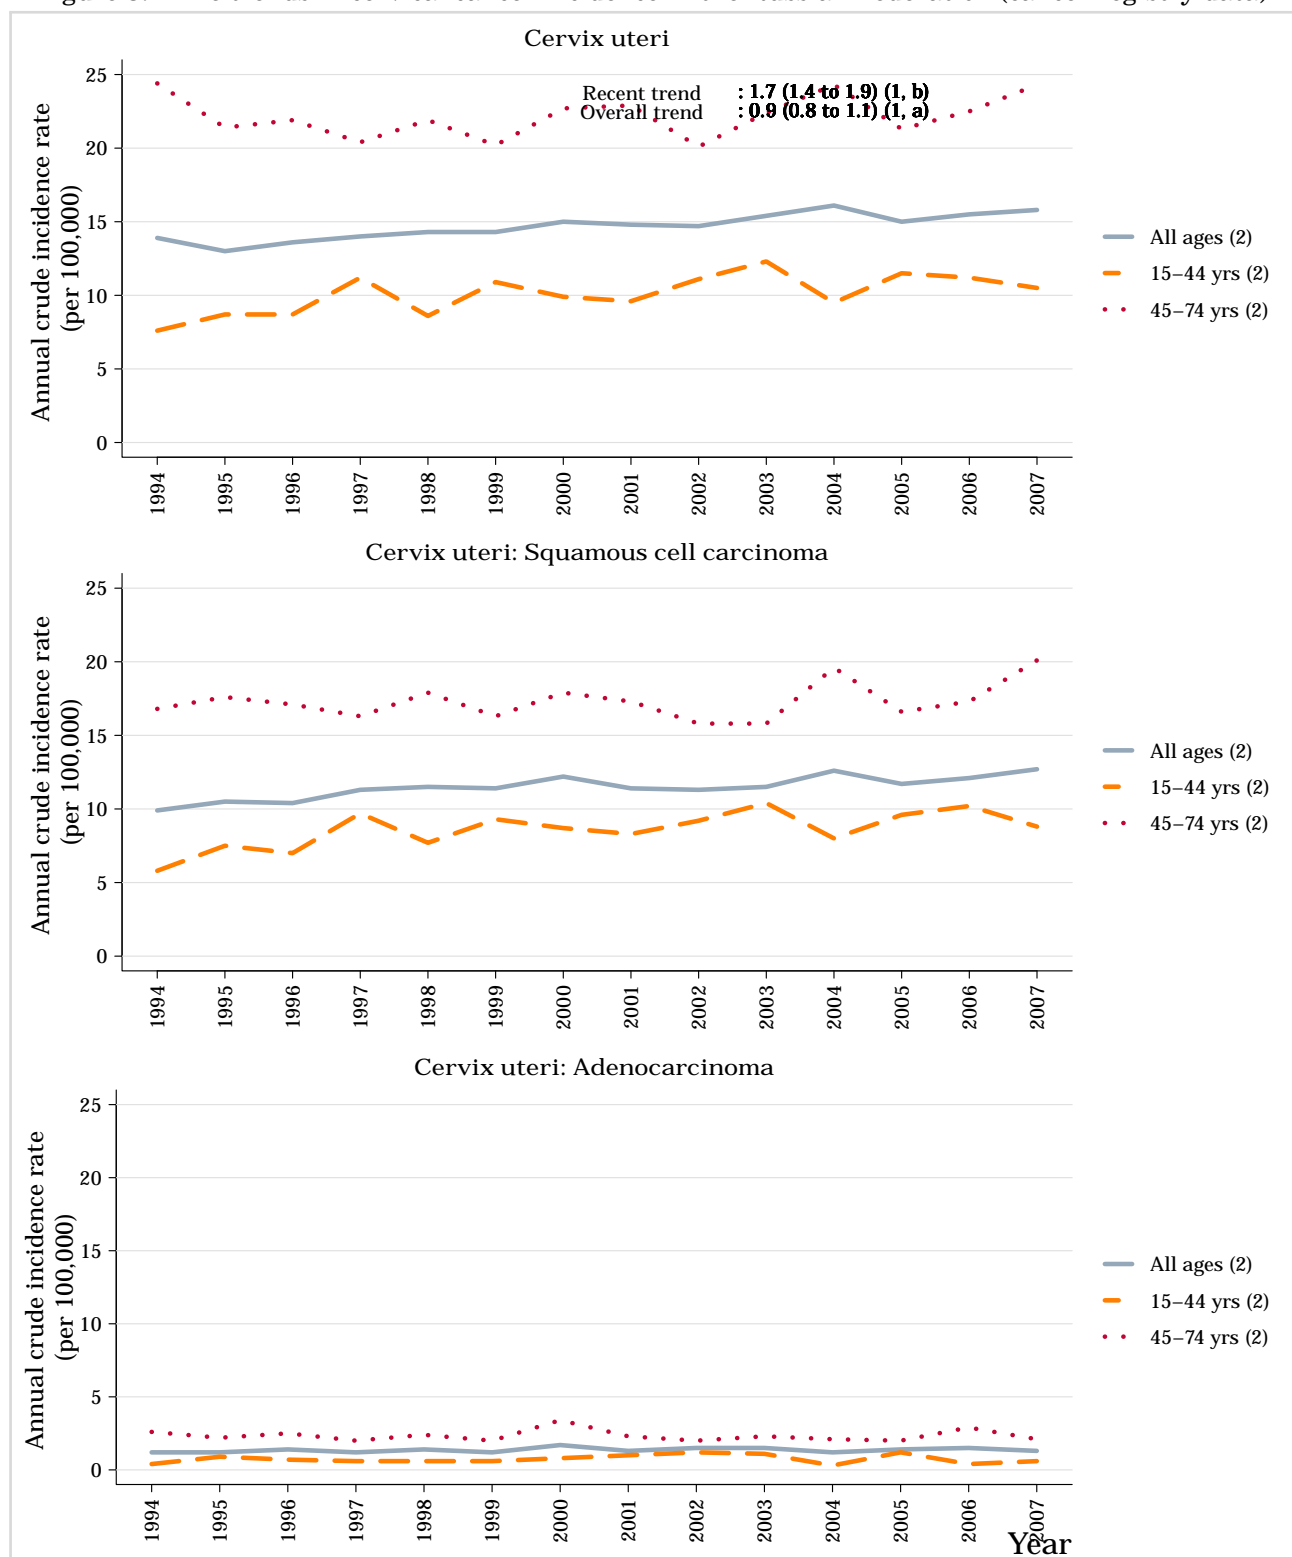 Cervix uteri
Annual crude incidence rate
(per 100,000)
25
20
15
10
5
0
Recent trend : 1.7 (1.4 to 1.9) (1, b)
Overall trend : 0.9 (0.8 to 1.1) (1, a)
All ages (2)
15–44 yrs (2)
45–74 yrs (2)
1994 1995 1996 1997 1998 1999 2000 2001 2002 2003 2004 2005 2006 2007
Cervix uteri: Squamous cell carcinoma
Annual crude incidence rate
(per 100,000)
25
20
15
10
5
0
All ages (2)
15–44 yrs (2)
45–74 yrs (2)
1994 1995 1996 1997 1998 1999 2000 2001 2002 2003 2004 2005 2006 2007
Cervix uteri: Adenocarcinoma
Annual crude incidence rate
(per 100,000)
25
20
15
10
5
0
All ages (2)
15–44 yrs (2)
45–74 yrs (2)
1994 1995 1996 1997 1998 1999 2000 2001 2002 2003 2004 2005 2006 2007
Year